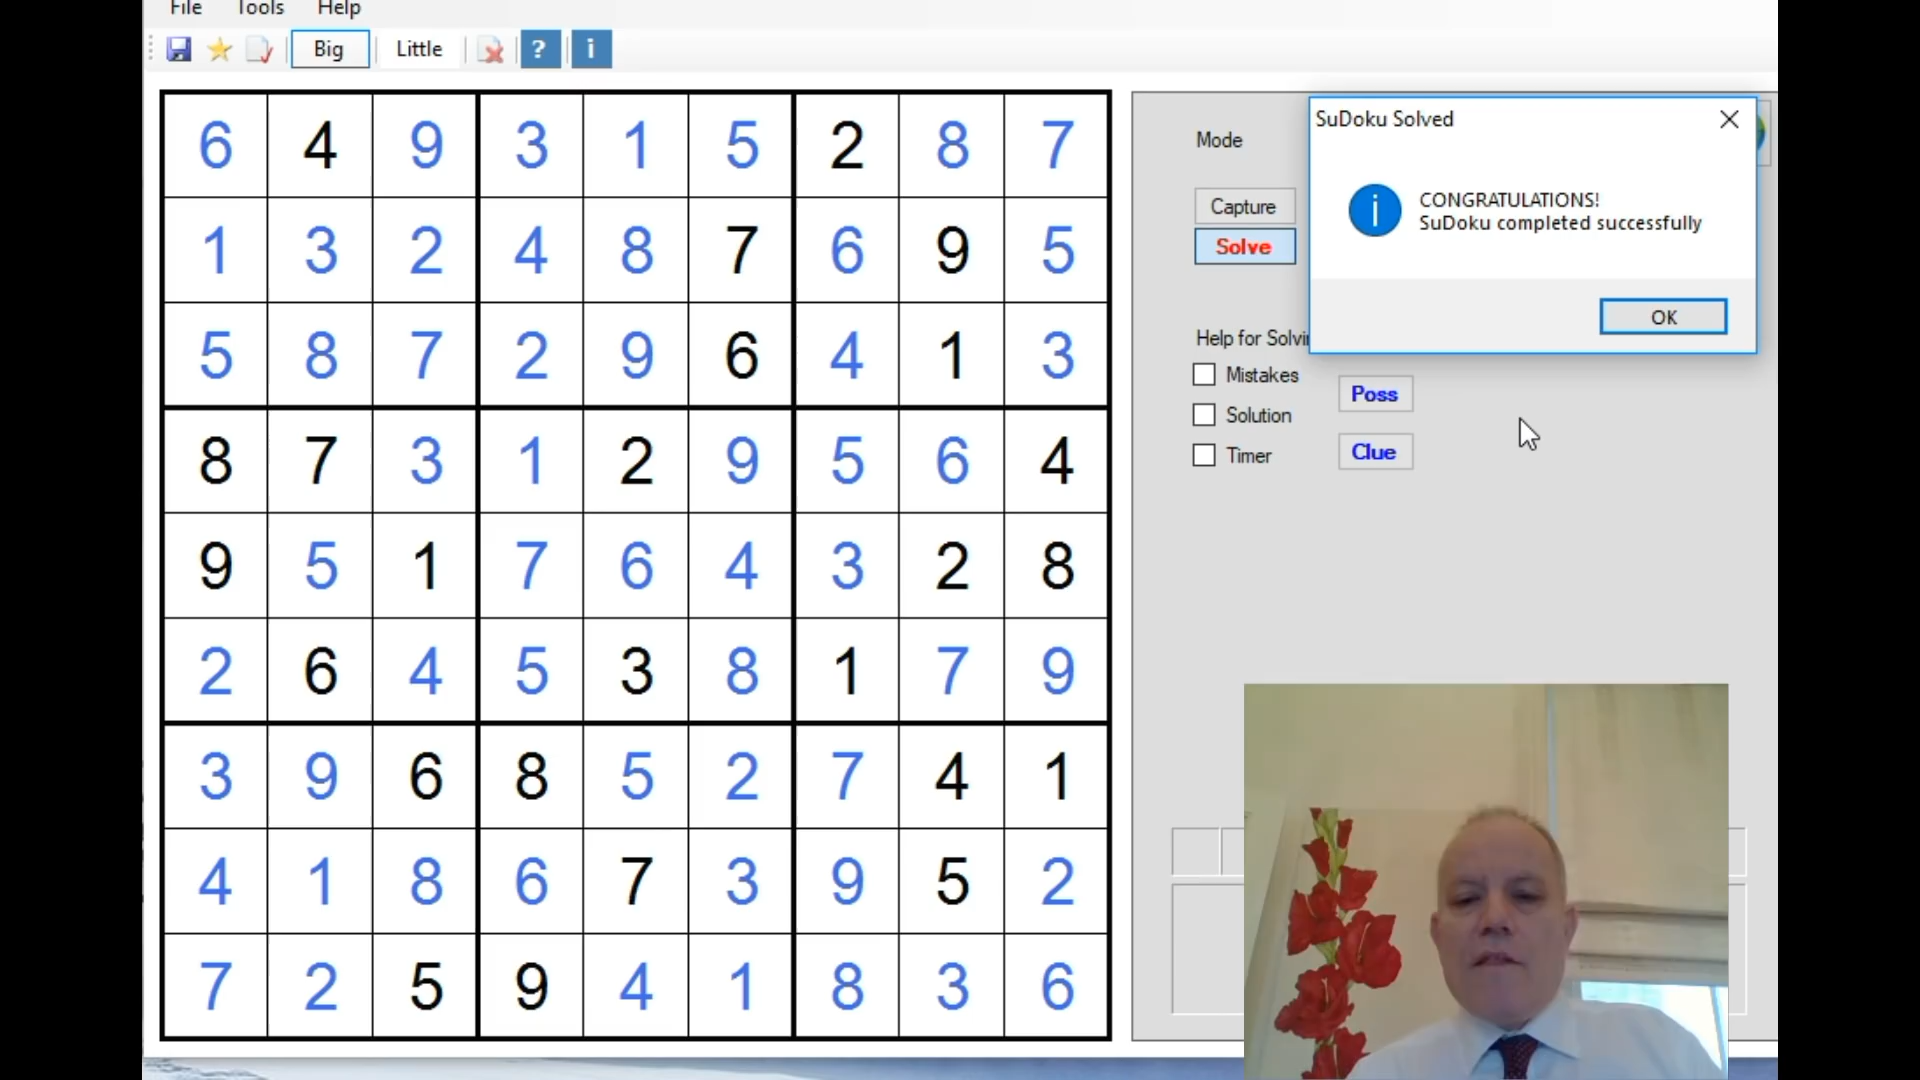 File Tools Help
Big Little ? i
6 4 9 3 1 5 2 8 7
1 3 2 4 8 7 6 9 5
5 8 7 2 9 6 4 1 3
8 7 3 1 2 9 5 6 4
9 5 1 7 6 4 3 2 8
2 6 4 5 3 8 1 7 9
3 9 6 8 5 2 7 4 1
4 1 8 6 7 3 9 5 2
7 2 5 9 4 1 8 3 6
Mode
Capture
Solve
Help for Solvi
Mistakes
Solution
Timer
Poss
Clue
SuDoku Solved
i
CONGRATULATIONS!
SuDoku completed successfully
OK